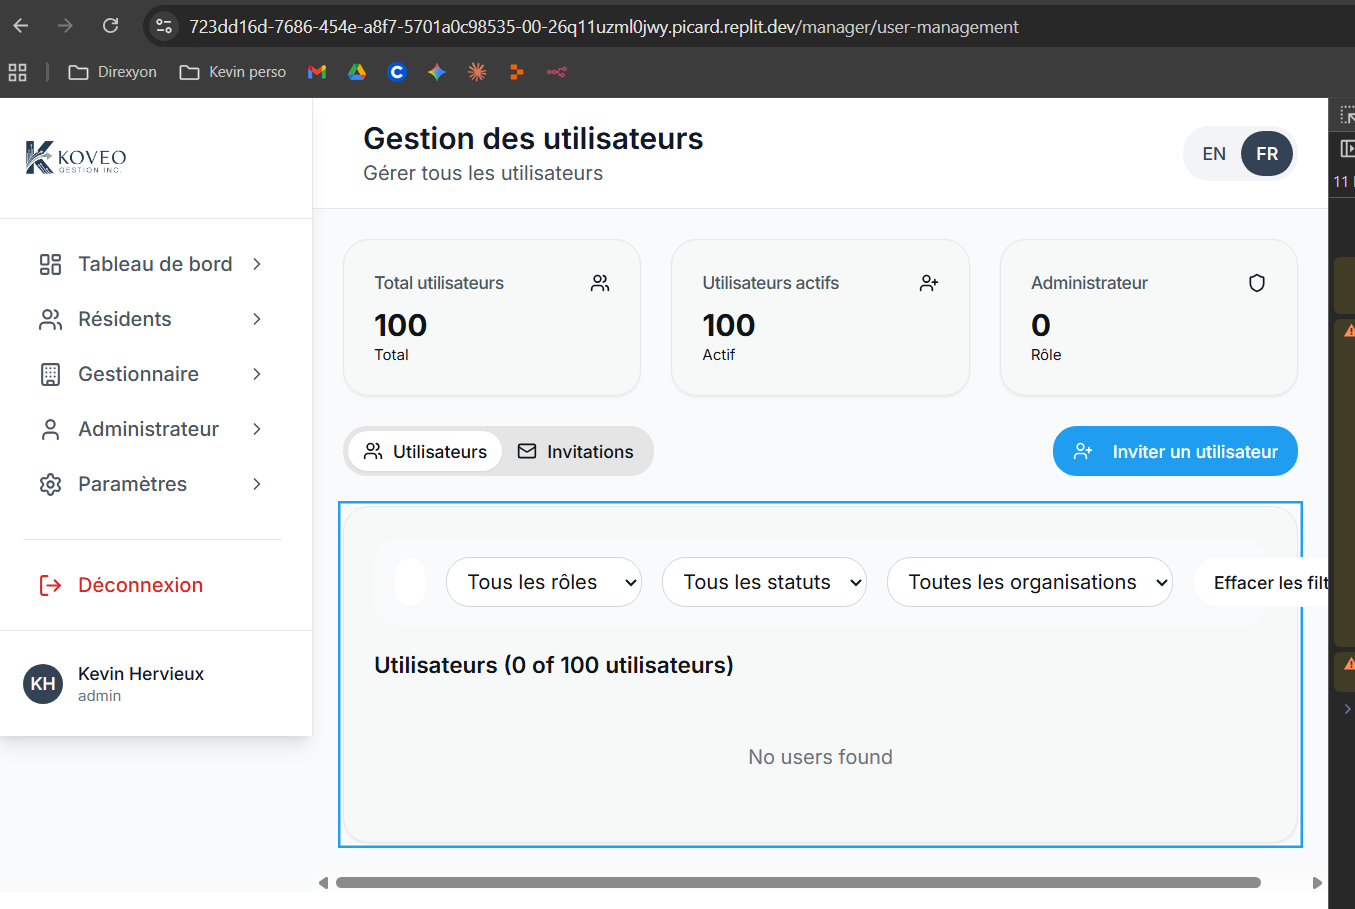 723dd16d-7686-454e-a8f7-5701a0c98535-00-26q11uzml0jwy.picard.replit.dev/manager/user-management
Direxyon
Kevin perso
KOVEO
GESTION INC.
Gestion des utilisateurs
Gérer tous les utilisateurs
EN
FR
11
Tableau de bord
Résidents
Gestionnaire
Administrateur
Paramètres
Déconnexion
KH
Kevin Hervieux
admin
Total utilisateurs
100
Total
Utilisateurs actifs
100
Actif
Administrateur
0
Rôle
Utilisateurs
Invitations
Inviter un utilisateur
Tous les rôles
Tous les statuts
Toutes les organisations
Effacer les filt
Utilisateurs (0 of 100 utilisateurs)
No users found